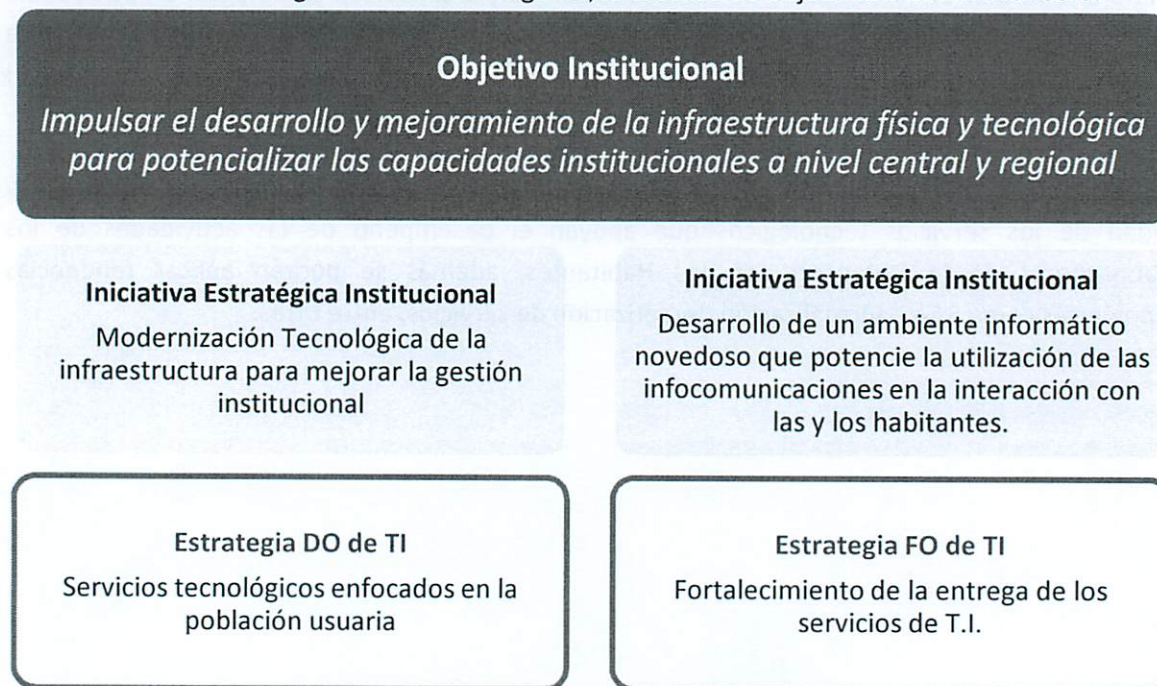 Objetivo Institucional
Impulsar el desarrollo y mejoramiento de la infraestructura física y tecnológica
para potencializar las capacidades institucionales a nivel central y regional
Iniciativa Estratégica Institucional
Modernización Tecnológica de la
infraestructura para mejorar la gestión
institucional
Iniciativa Estratégica Institucional
Desarrollo de un ambiente informático
novedoso que potencie la utilización de las
infocomunicaciones en la interacción con
las y los habitantes.
Estrategia DO de TI
Servicios tecnológicos enfocados en la
población usuaria
Estrategia FO de TI
Fortalecimiento de la entrega de los
servicios de T.I.